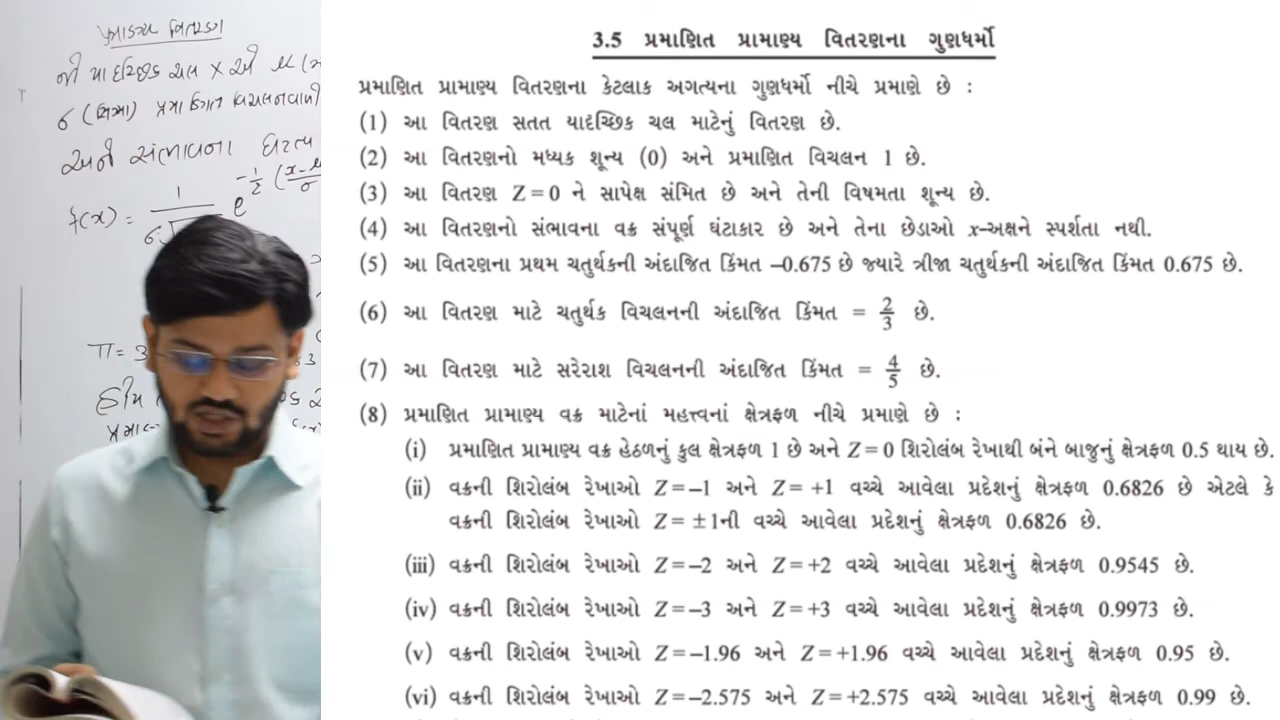 પ્રામાણ્ય વિતરણ
f(x) =
3.5 પ્રમાણિત પ્રામાણ્ય વિતરણના ગુણધર્મો
પ્રમાણિત પ્રામાણ્ય વિતરણના કેટલાક અગત્યના ગુણધર્મો નીચે પ્રમાણે છે :
(1) આ વિતરણ સતત યાદચ્છિક ચલ માટેનું વિતરણ છે.
(2) આ વિતરણનો મધ્યક શૂન્ય (0) અને પ્રમાણિત વિચલન 1 છે.
(3) આ વિતરણ Z = 0 ને સાપેક્ષ સંમિત છે અને તેની વિષમતા શૂન્ય છે.
(4) આ વિતરણનો સંભાવના વક્ર સંપૂર્ણ ઘંટાકાર છે અને તેના છેડાઓ x-અક્ષને સ્પર્શતા નથી.
(5) આ વિતરણના પ્રથમ ચતુર્થકની અંદાજિત કિંમત –0.675 છે જ્યારે ત્રીજા ચતુર્થકની અંદાજિત કિંમત 0.675 છે.
(6) આ વિતરણ માટે ચતુર્થક વિચલનની અંદાજિત કિંમત = 2/3 છે.
(7) આ વિતરણ માટે સરેરાશ વિચલનની અંદાજિત કિંમત = 4/5 છે.
(8) પ્રમાણિત પ્રામાણ્ય વક્ર માટેનાં મહત્ત્વનાં ક્ષેત્રફળ નીચે પ્રમાણે છે :
(i) પ્રમાણિત પ્રામાણ્ય વક્ર હેઠળનું કુલ ક્ષેત્રફળ 1 છે અને Z = 0 શિરોલંબ રેખાથી બંને બાજુનું ક્ષેત્રફળ 0.5 થાય છે.
(ii) વક્રની શિરોલંબ રેખાઓ Z = –1 અને Z = +1 વચ્ચે આવેલા પ્રદેશનું ક્ષેત્રફળ 0.6826 છે એટલે કે
વક્રની શિરોલંબ રેખાઓ Z = ±1ની વચ્ચે આવેલા પ્રદેશનું ક્ષેત્રફળ 0.6826 છે.
(iii) વક્રની શિરોલંબ રેખાઓ Z = –2 અને Z = +2 વચ્ચે આવેલા પ્રદેશનું ક્ષેત્રફળ 0.9545 છે.
(iv) વક્રની શિરોલંબ રેખાઓ Z = –3 અને Z = +3 વચ્ચે આવેલા પ્રદેશનું ક્ષેત્રફળ 0.9973 છે.
(v) વક્રની શિરોલંબ રેખાઓ Z = –1.96 અને Z = +1.96 વચ્ચે આવેલા પ્રદેશનું ક્ષેત્રફળ 0.95 છે.
(vi) વક્રની શિરોલંબ રેખાઓ Z = –2.575 અને Z = +2.575 વચ્ચે આવેલા પ્રદેશનું ક્ષેત્રફળ 0.99 છે.